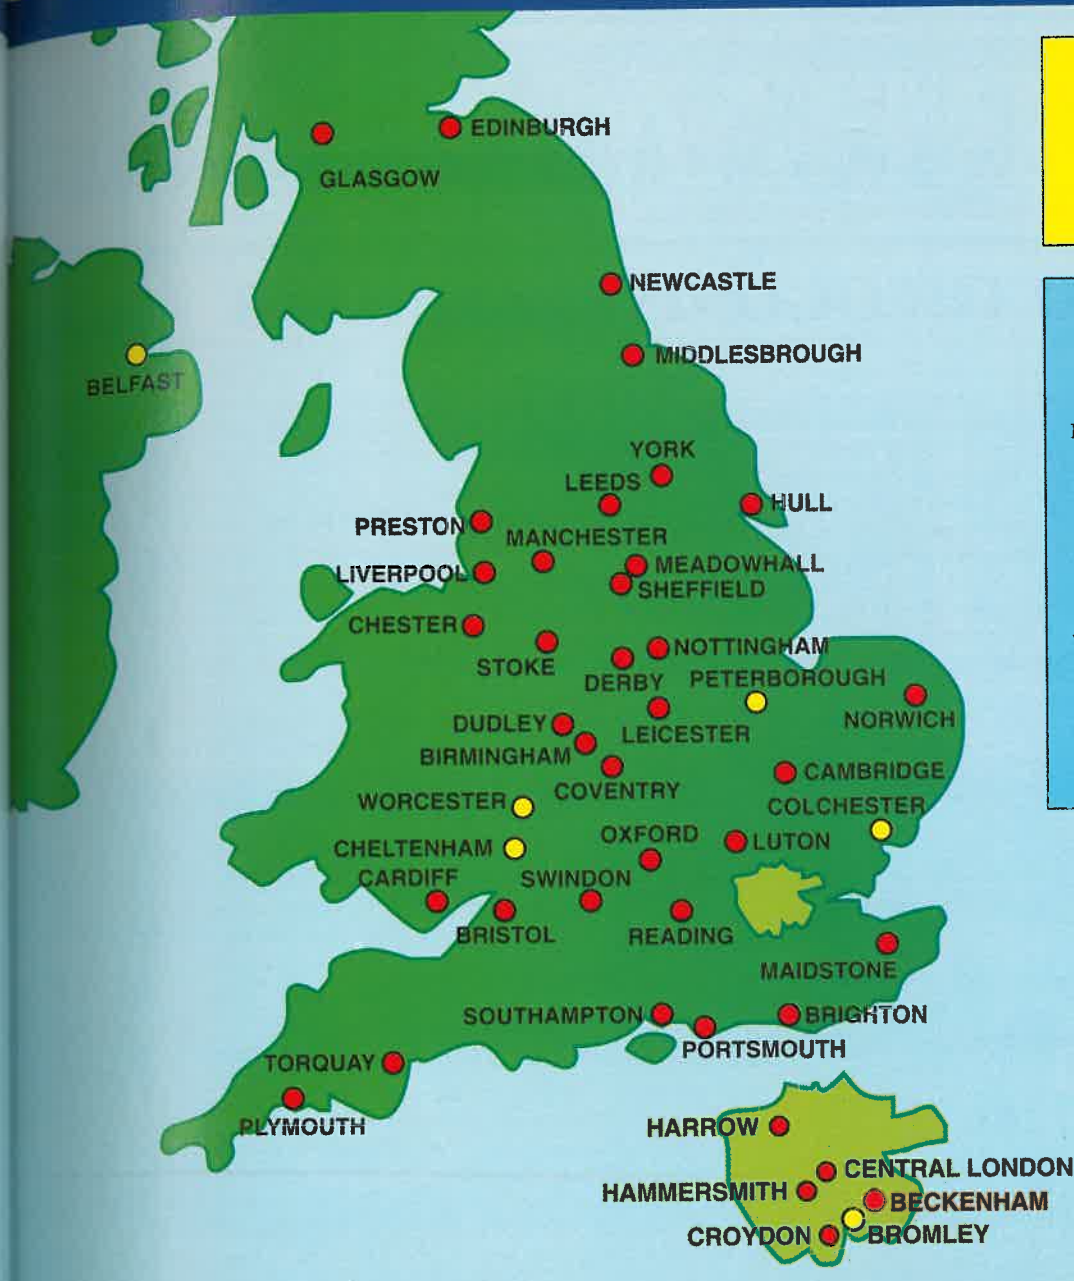 EDINBURGH
GLASGOW
NEWCASTLE
BELFAST
MIDDLESBROUGH
YORK
LEEDS
HULL
PRESTON
MANCHESTER
MEADOWHALL
LIVERPOOL
SHEFFIELD
CHESTER
NOTTINGHAM
STOKE
DERBY
PETERBOROUGH
NORWICH
DUDLEY
LEICESTER
BIRMINGHAM
CAMBRIDGE
COVENTRY
WORCESTER
COLCHESTER
OXFORD
LUTON
CHELTENHAM
CARDIFF
SWINDON
BRISTOL
READING
MAIDSTONE
SOUTHAMPTON
BRIGHTON
PORTSMOUTH
TORQUAY
PLYMOUTH
HARROW
CENTRAL LONDON
HAMMERSMITH
BECKENHAM
CROYDON
BROMLEY